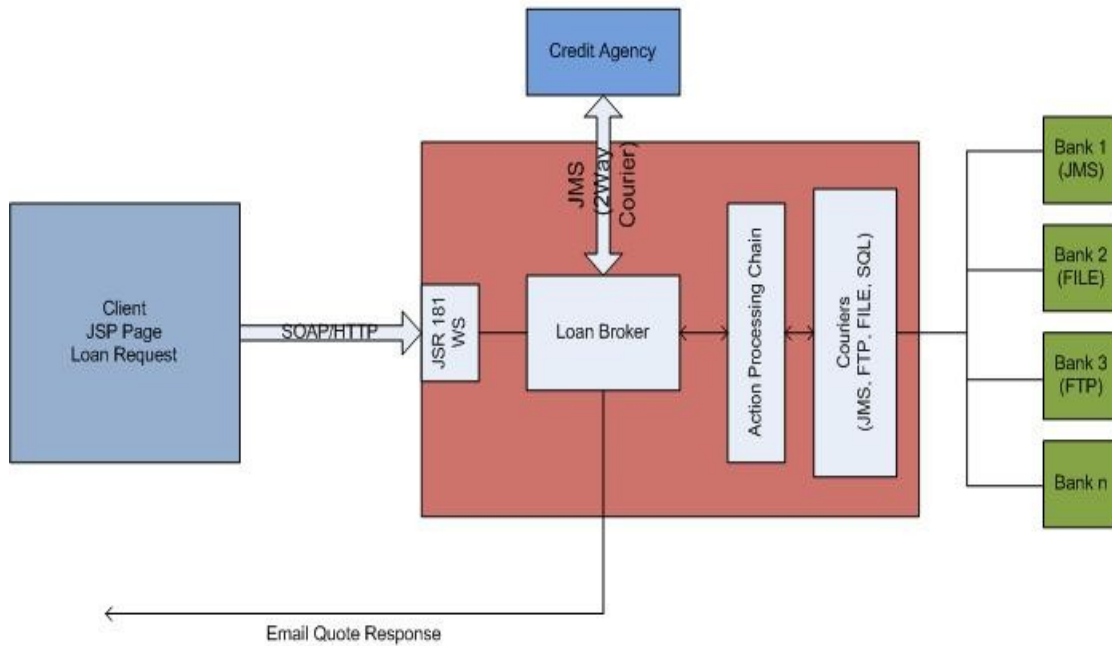 Credit Agency
JMS
(2Way
Courier)
Client
JSP Page
Loan Request
SOAP/HTTP
JSR 181
WS
Loan Broker
Action Processing Chain
Couriers
(JMS, FTP, FILE, SQL)
Bank 1
(JMS)
Bank 2
(FILE)
Bank 3
(FTP)
Bank n
Email Quote Response